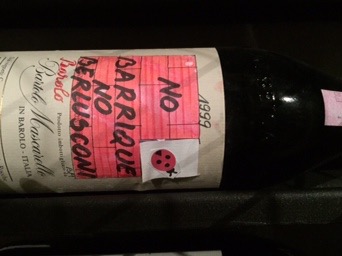 1999
NO
BARRIQUE
NO
BERLUSCONI
Barolo
Bartolo Mascarello
IN BAROLO - ITALIA